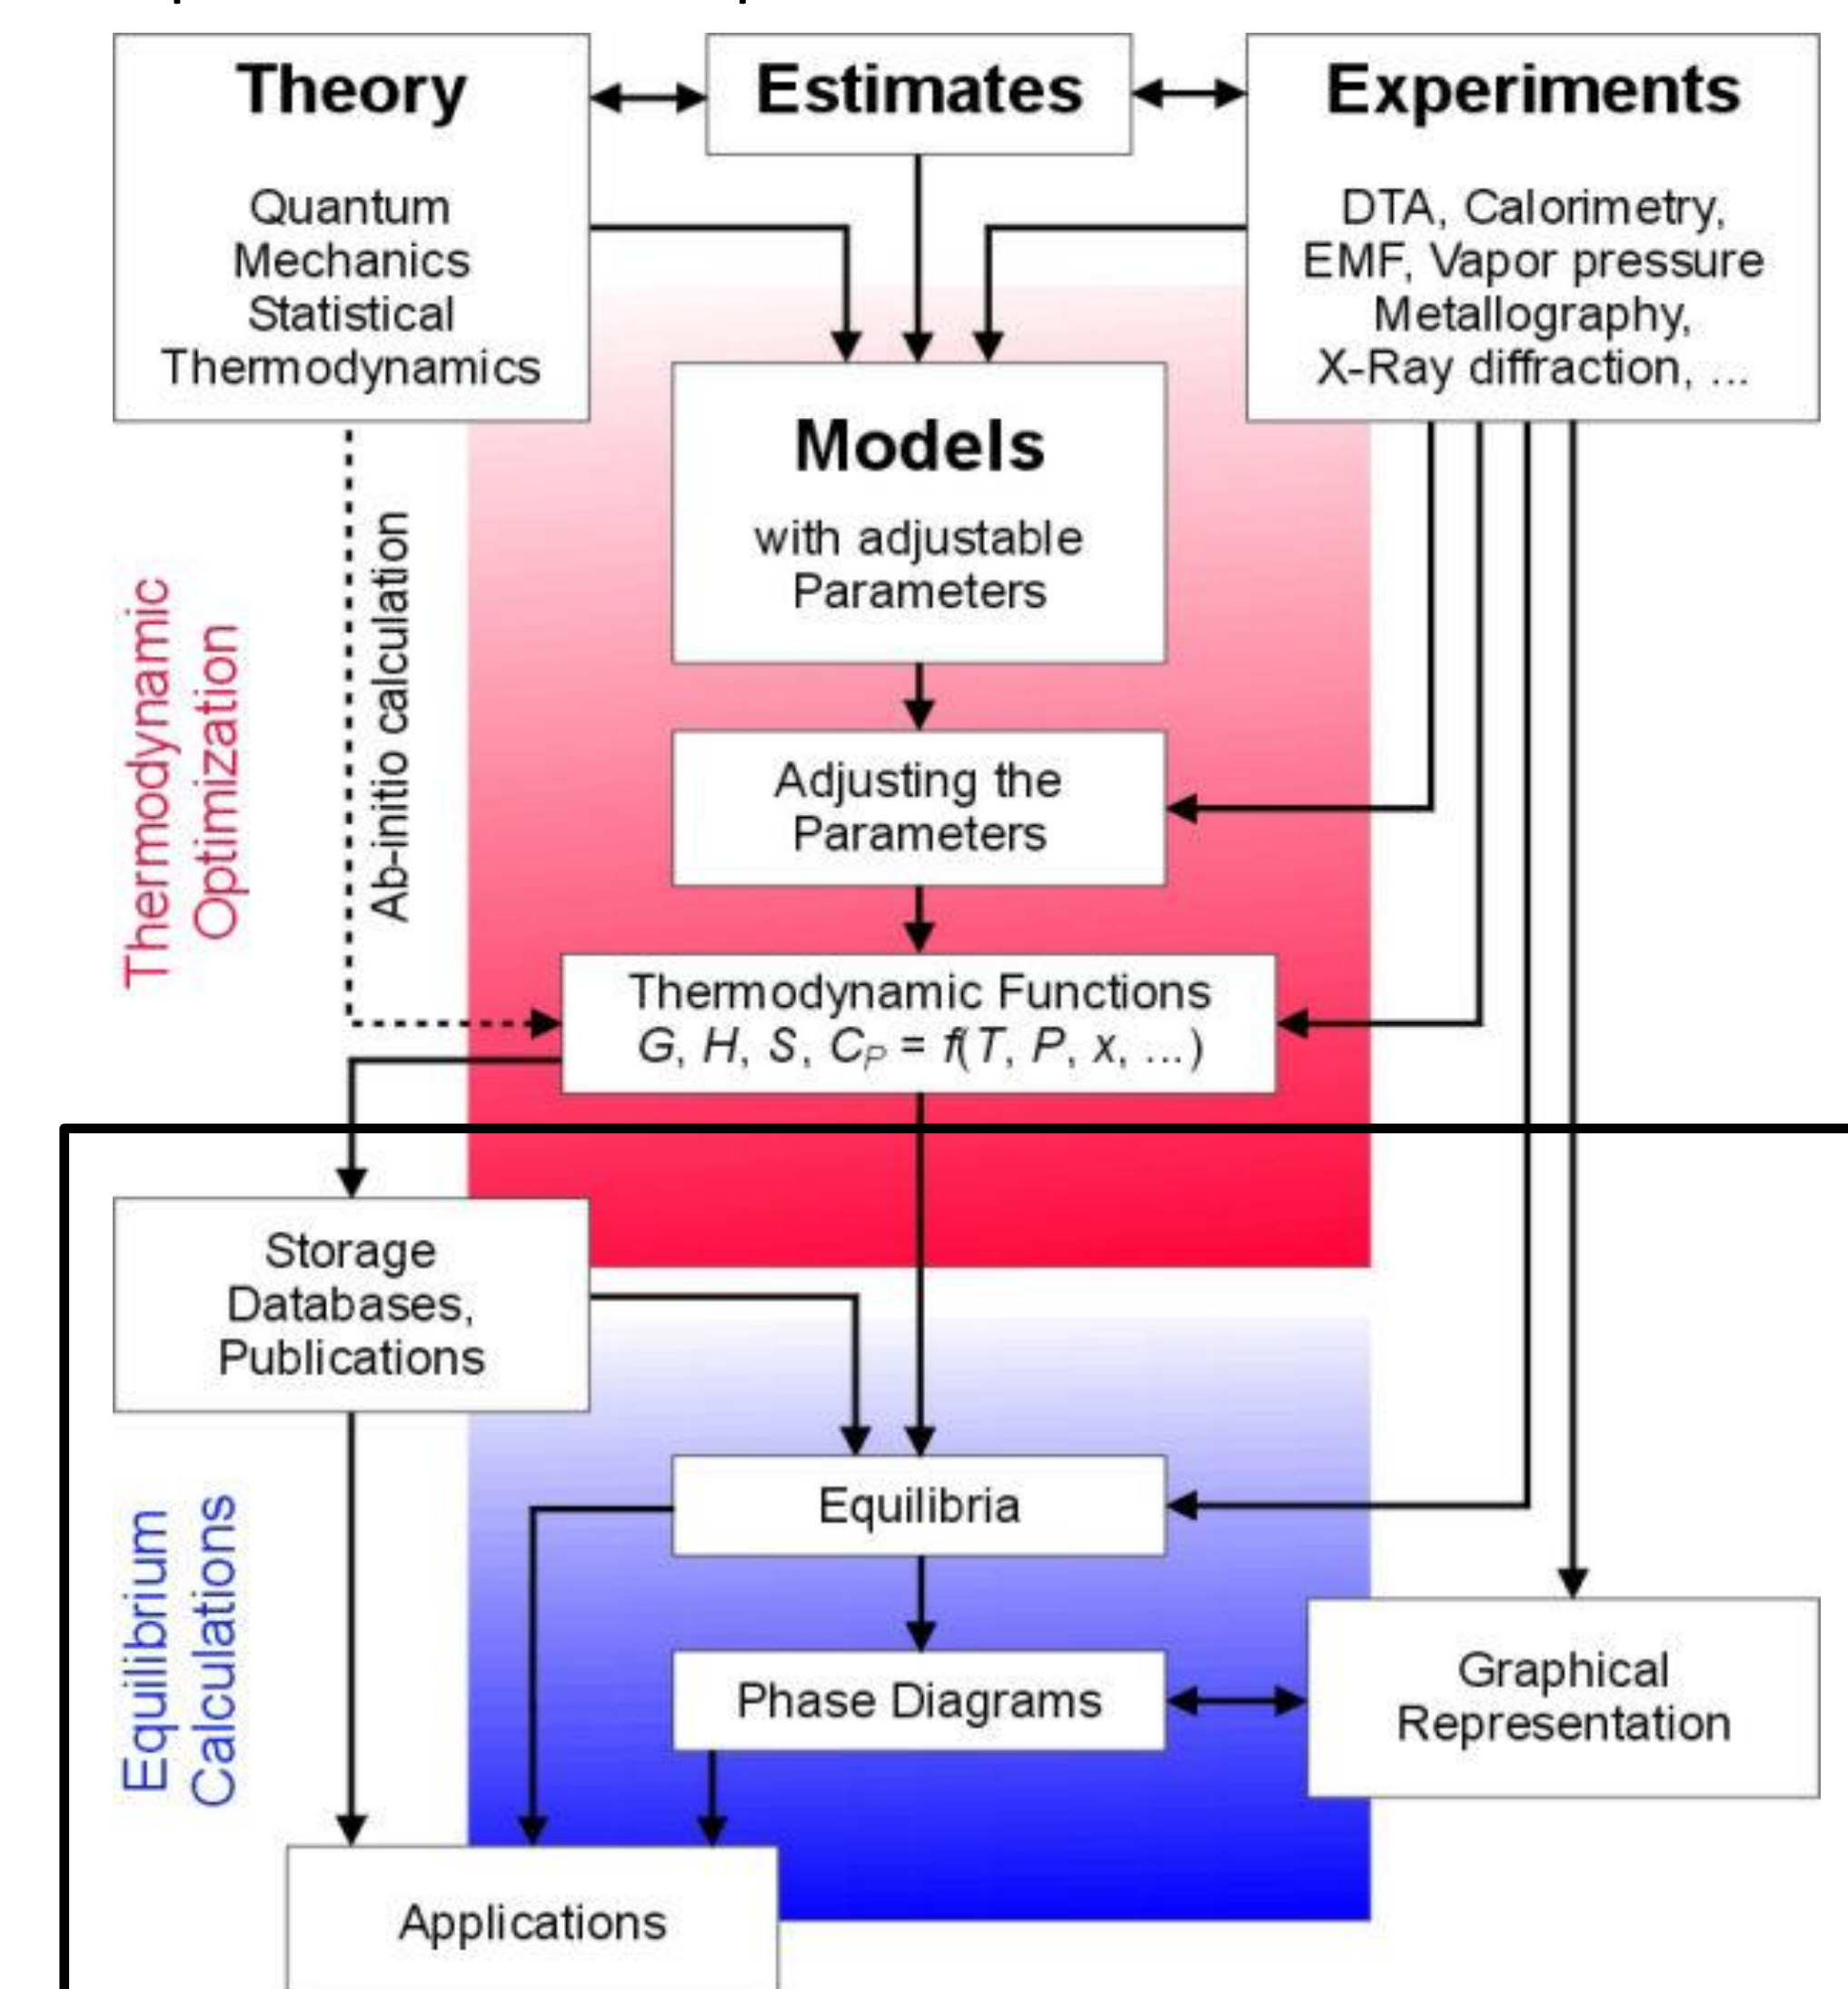 Theory
Quantum
Mechanics
Statistical
Thermodynamics
Estimates
Experiments
DTA, Calorimetry,
EMF, Vapor pressure
Metallography,
X-Ray diffraction, ...
Models
with adjustable
Parameters
Thermodynamic
Optimization
Ab-initio calculation
Adjusting the
Parameters
Thermodynamic Functions
G, H, S, C_P = f(T, P, x, ...)
Storage
Databases,
Publications
Equilibrium
Calculations
Equilibria
Phase Diagrams
Graphical
Representation
Applications